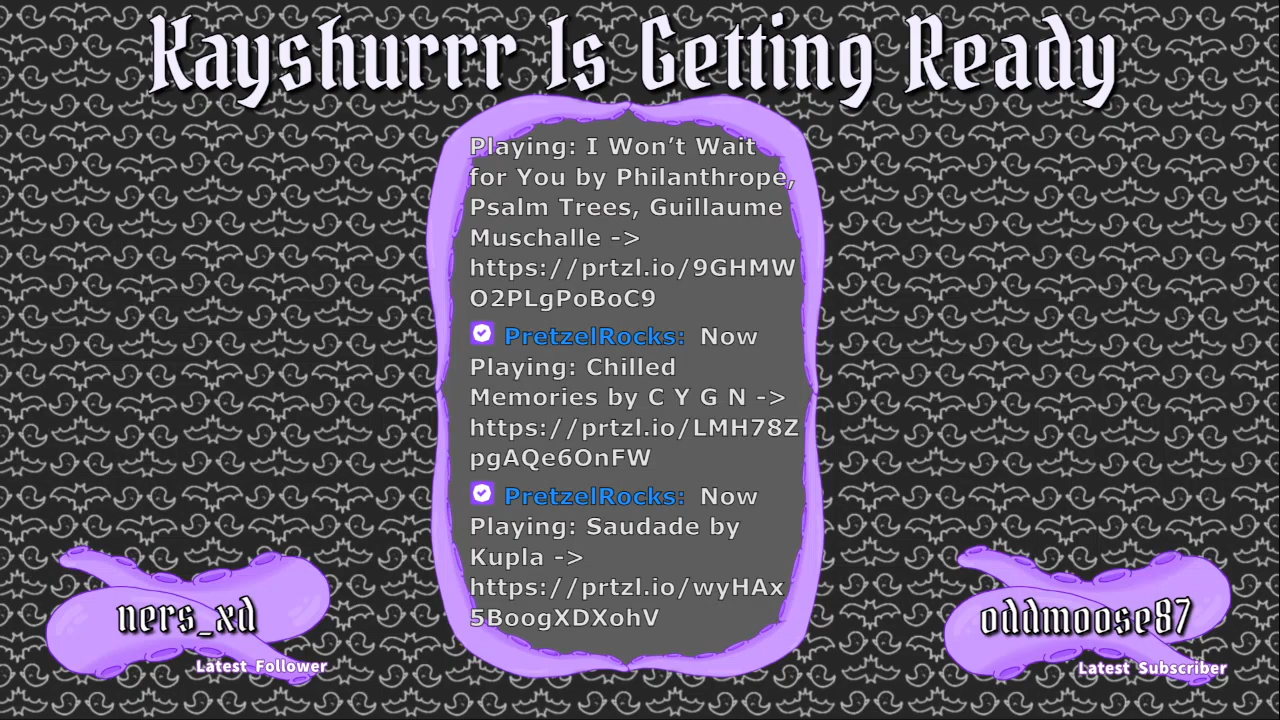 Kayshurrr Is Getting Ready
Playing: I Won’t Wait
for You by Philanthrope,
Psalm Trees, Guillaume
Muschalle ->
https://prtzl.io/9GHMW
O2PLgPoBoC9
PretzelRocks: Now
Playing: Chilled
Memories by C Y G N ->
https://prtzl.io/LMH78Z
pgAQe6OnFW
PretzelRocks: Now
Playing: Saudade by
Kupla ->
https://prtzl.io/wyHAx
5BoogXDXohV
ners_xd
Latest Follower
oddmoose87
Latest Subscriber